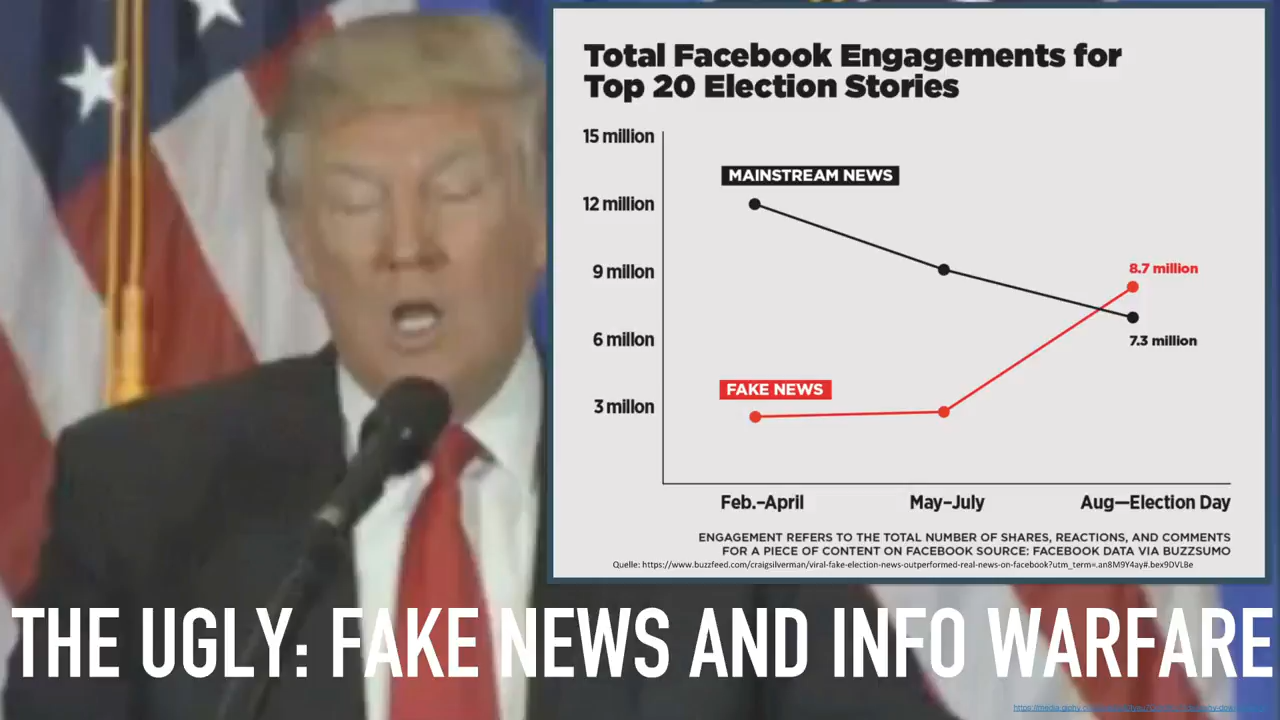 Total Facebook Engagements for
Top 20 Election Stories
15 million
MAINSTREAM NEWS
12 million
9 millon
8.7 million
6 millon
7.3 million
FAKE NEWS
3 millon
Feb.–April
May–July
Aug—Election Day
ENGAGEMENT REFERS TO THE TOTAL NUMBER OF SHARES, REACTIONS, AND COMMENTS
FOR A PIECE OF CONTENT ON FACEBOOK SOURCE: FACEBOOK DATA VIA BUZZSUMO
Quelle: https://www.buzzfeed.com/craigsilverman/viral-fake-election-news-outperformed-real-news-on-facebook?utm_term=.an8M9Y4ay#.bex9DVLBe
THE UGLY: FAKE NEWS AND INFO WARFARE